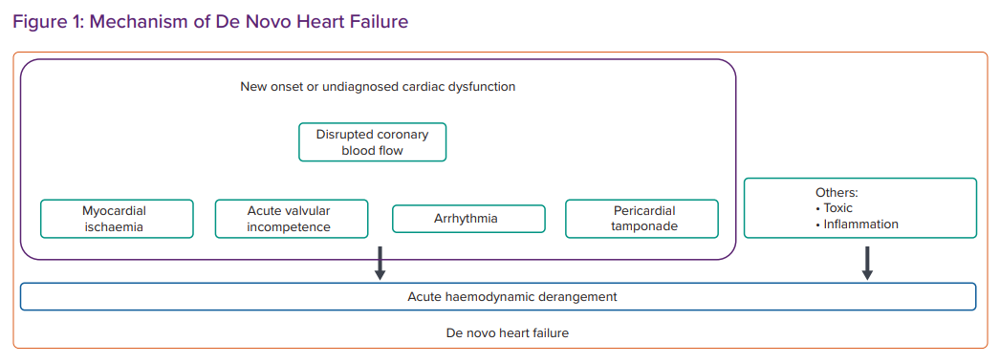 Figure 1: Mechanism of De Novo Heart Failure
New onset or undiagnosed cardiac dysfunction
Disrupted coronary
blood flow
Myocardial
ischaemia
Acute valvular
incompetence
Arrhythmia
Pericardial
tamponade
Others:
• Toxic
• Inflammation
Acute haemodynamic derangement
De novo heart failure